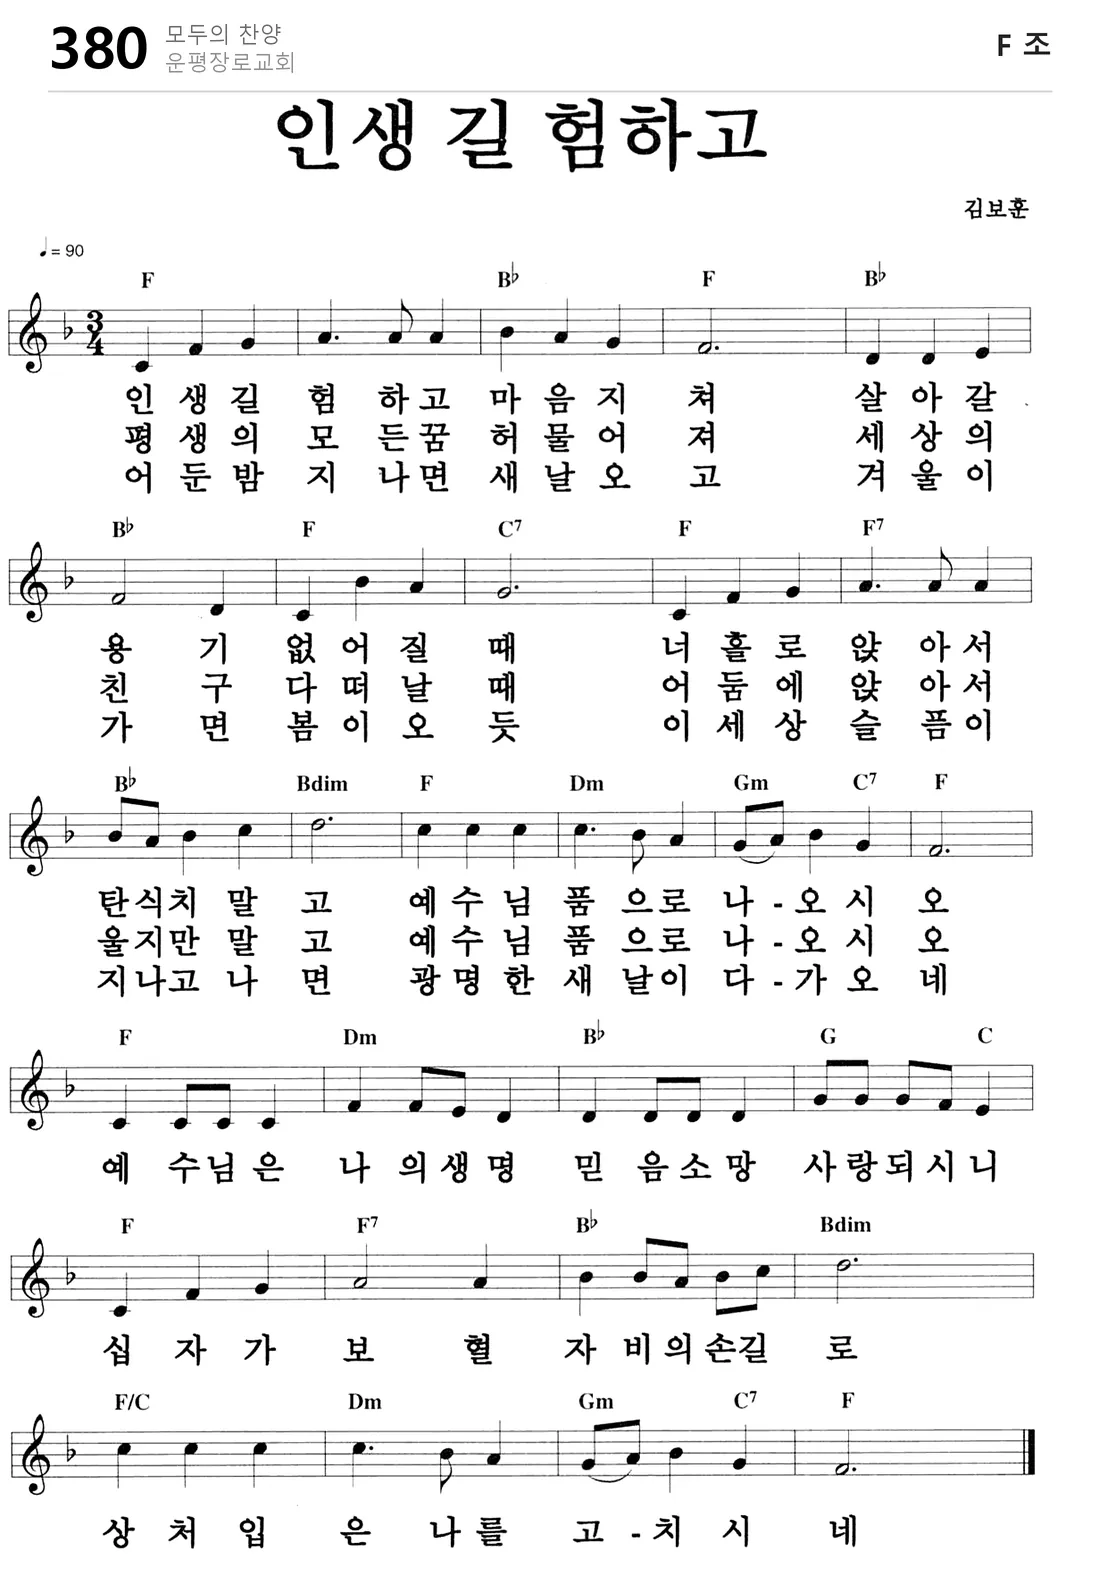 380 모두의 찬양
운평장로교회
F 조
인생 길 험하고
김보훈
♩= 90
F B♭ F B♭
3
4
인 생 길 험 하 고 마 음 지 쳐 살 아 갈
평 생 의 모 든 꿈 허 물 어 져 세 상 의
어 둔 밤 지 나 면 새 날 오 고 겨 울 이
B♭ F C7 F F7
용 기 없 어 질 때 너 홀 로 앉 아 서
친 구 다 떠 날 때 어 둠 에 앉 아 서
가 면 봄 이 오 듯 이 세 상 슬 픔 이
B♭ Bdim F Dm Gm C7 F
탄 식 치 말 고 예 수 님 품 으 로 나 - 오 시 오
울 지 만 말 고 예 수 님 품 으 로 나 - 오 시 오
지 나 고 나 면 광 명 한 새 날 이 다 - 가 오 네
F Dm B♭ G C
예 수 님 은 나 의 생 명 믿 음 소 망 사 랑 되 시 니
F F7 B♭ Bdim
십 자 가 보 혈 자 비 의 손 길 로
F/C Dm Gm C7 F
상 처 입 은 나 를 고 - 치 시 네